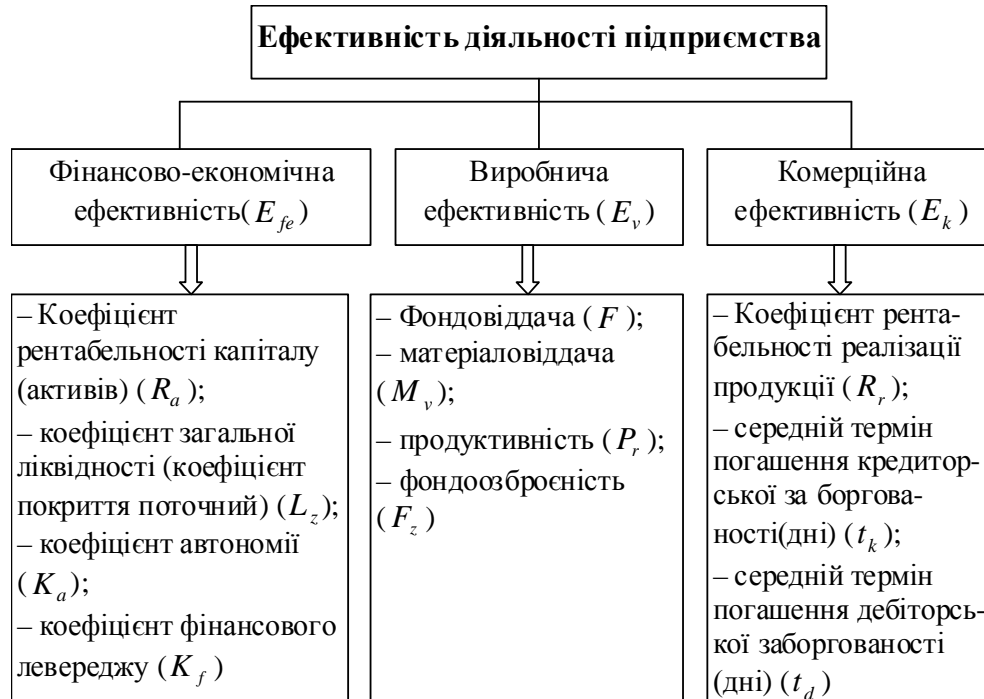 Ефективність діяльності підприємства
Фінансово-економічна
ефективність( E_fe )
Виробнича
ефективність ( E_v )
Комерційна
ефективність ( E_k )
– Коефіцієнт
рентабельності капіталу
(активів) ( R_a );
– коефіцієнт загальної
ліквідності (коефіцієнт
покриття поточний) ( L_z );
– коефіцієнт автономії
( K_a );
– коефіцієнт фінансового
левереджу ( K_f )
– Фондовіддача ( F );
– матеріаловіддача
( M_v );
– продуктивність ( P_r );
– фондоозброєність
( F_z )
– Коефіцієнт рента-
бельності реалізації
продукції ( R_r );
– середній термін
погашення кредитор-
ської за боргова-
ності(дні) ( t_k );
– середній термін
погашення дебіторсь-
кої заборгованості
(дні) ( t_d )